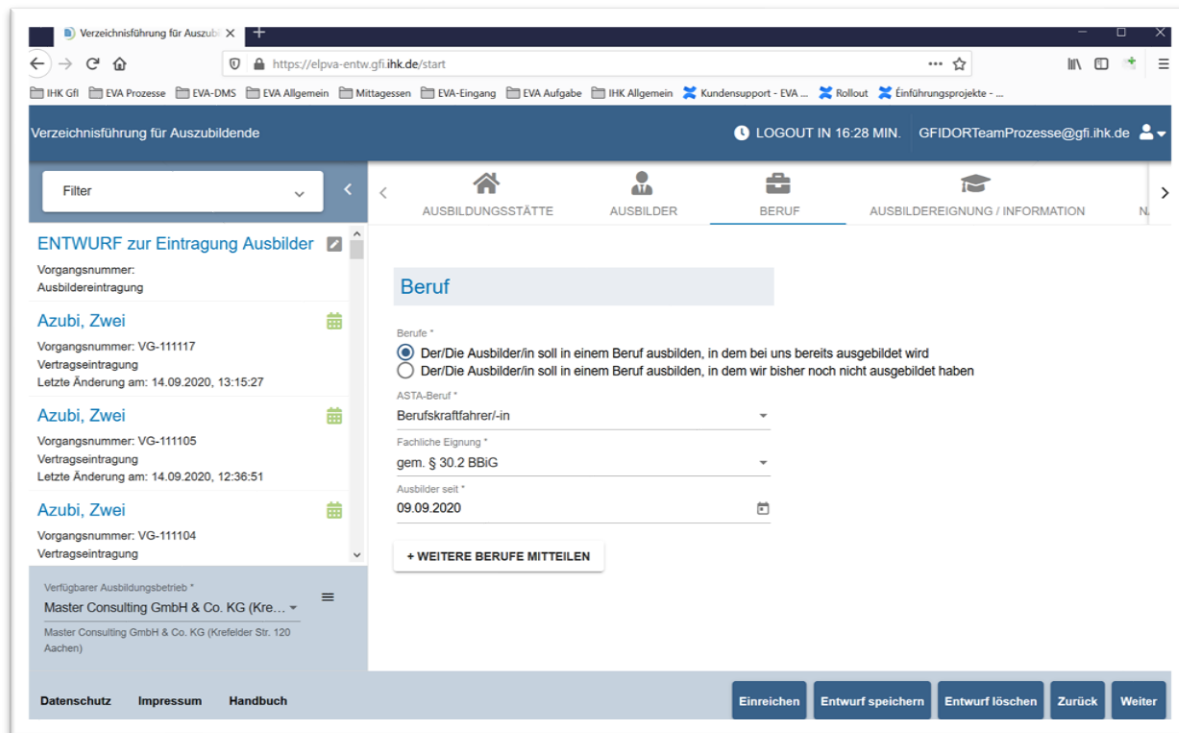 Verzeichnisführung für Auszubi
https://elpva-entw.gfi.ihk.de/start
IHK GfI EVA Prozesse EVA-DMS EVA Allgemein Mittagessen EVA-Eingang EVA Aufgabe IHK Allgemein Kundensupport - EVA ... Rollout Einführungsprojekte - ...
Verzeichnisführung für Auszubildende
LOGOUT IN 16:28 MIN. GFIDORTeamProzesse@gfi.ihk.de
Filter
AUSBILDUNGSSTÄTTE AUSBILDER BERUF AUSBILDEREIGNUNG / INFORMATION
ENTWURF zur Eintragung Ausbilder
Vorgangsnummer:
Ausbildereintragung
Azubi, Zwei
Vorgangsnummer: VG-111117
Vertragseintragung
Letzte Änderung am: 14.09.2020, 13:15:27
Azubi, Zwei
Vorgangsnummer: VG-111105
Vertragseintragung
Letzte Änderung am: 14.09.2020, 12:36:51
Azubi, Zwei
Vorgangsnummer: VG-111104
Vertragseintragung
Verfügbarer Ausbildungsbetrieb *
Master Consulting GmbH & Co. KG (Kre...
Master Consulting GmbH & Co. KG (Krefelder Str. 120
Aachen)
Beruf
Berufe *
Der/Die Ausbilder/in soll in einem Beruf ausbilden, in dem bei uns bereits ausgebildet wird
Der/Die Ausbilder/in soll in einem Beruf ausbilden, in dem wir bisher noch nicht ausgebildet haben
ASTA-Beruf *
Berufskraftfahrer/-in
Fachliche Eignung *
gem. § 30.2 BBiG
Ausbilder seit *
09.09.2020
+ WEITERE BERUFE MITTEILEN
Datenschutz Impressum Handbuch
Einreichen Entwurf speichern Entwurf löschen Zurück Weiter